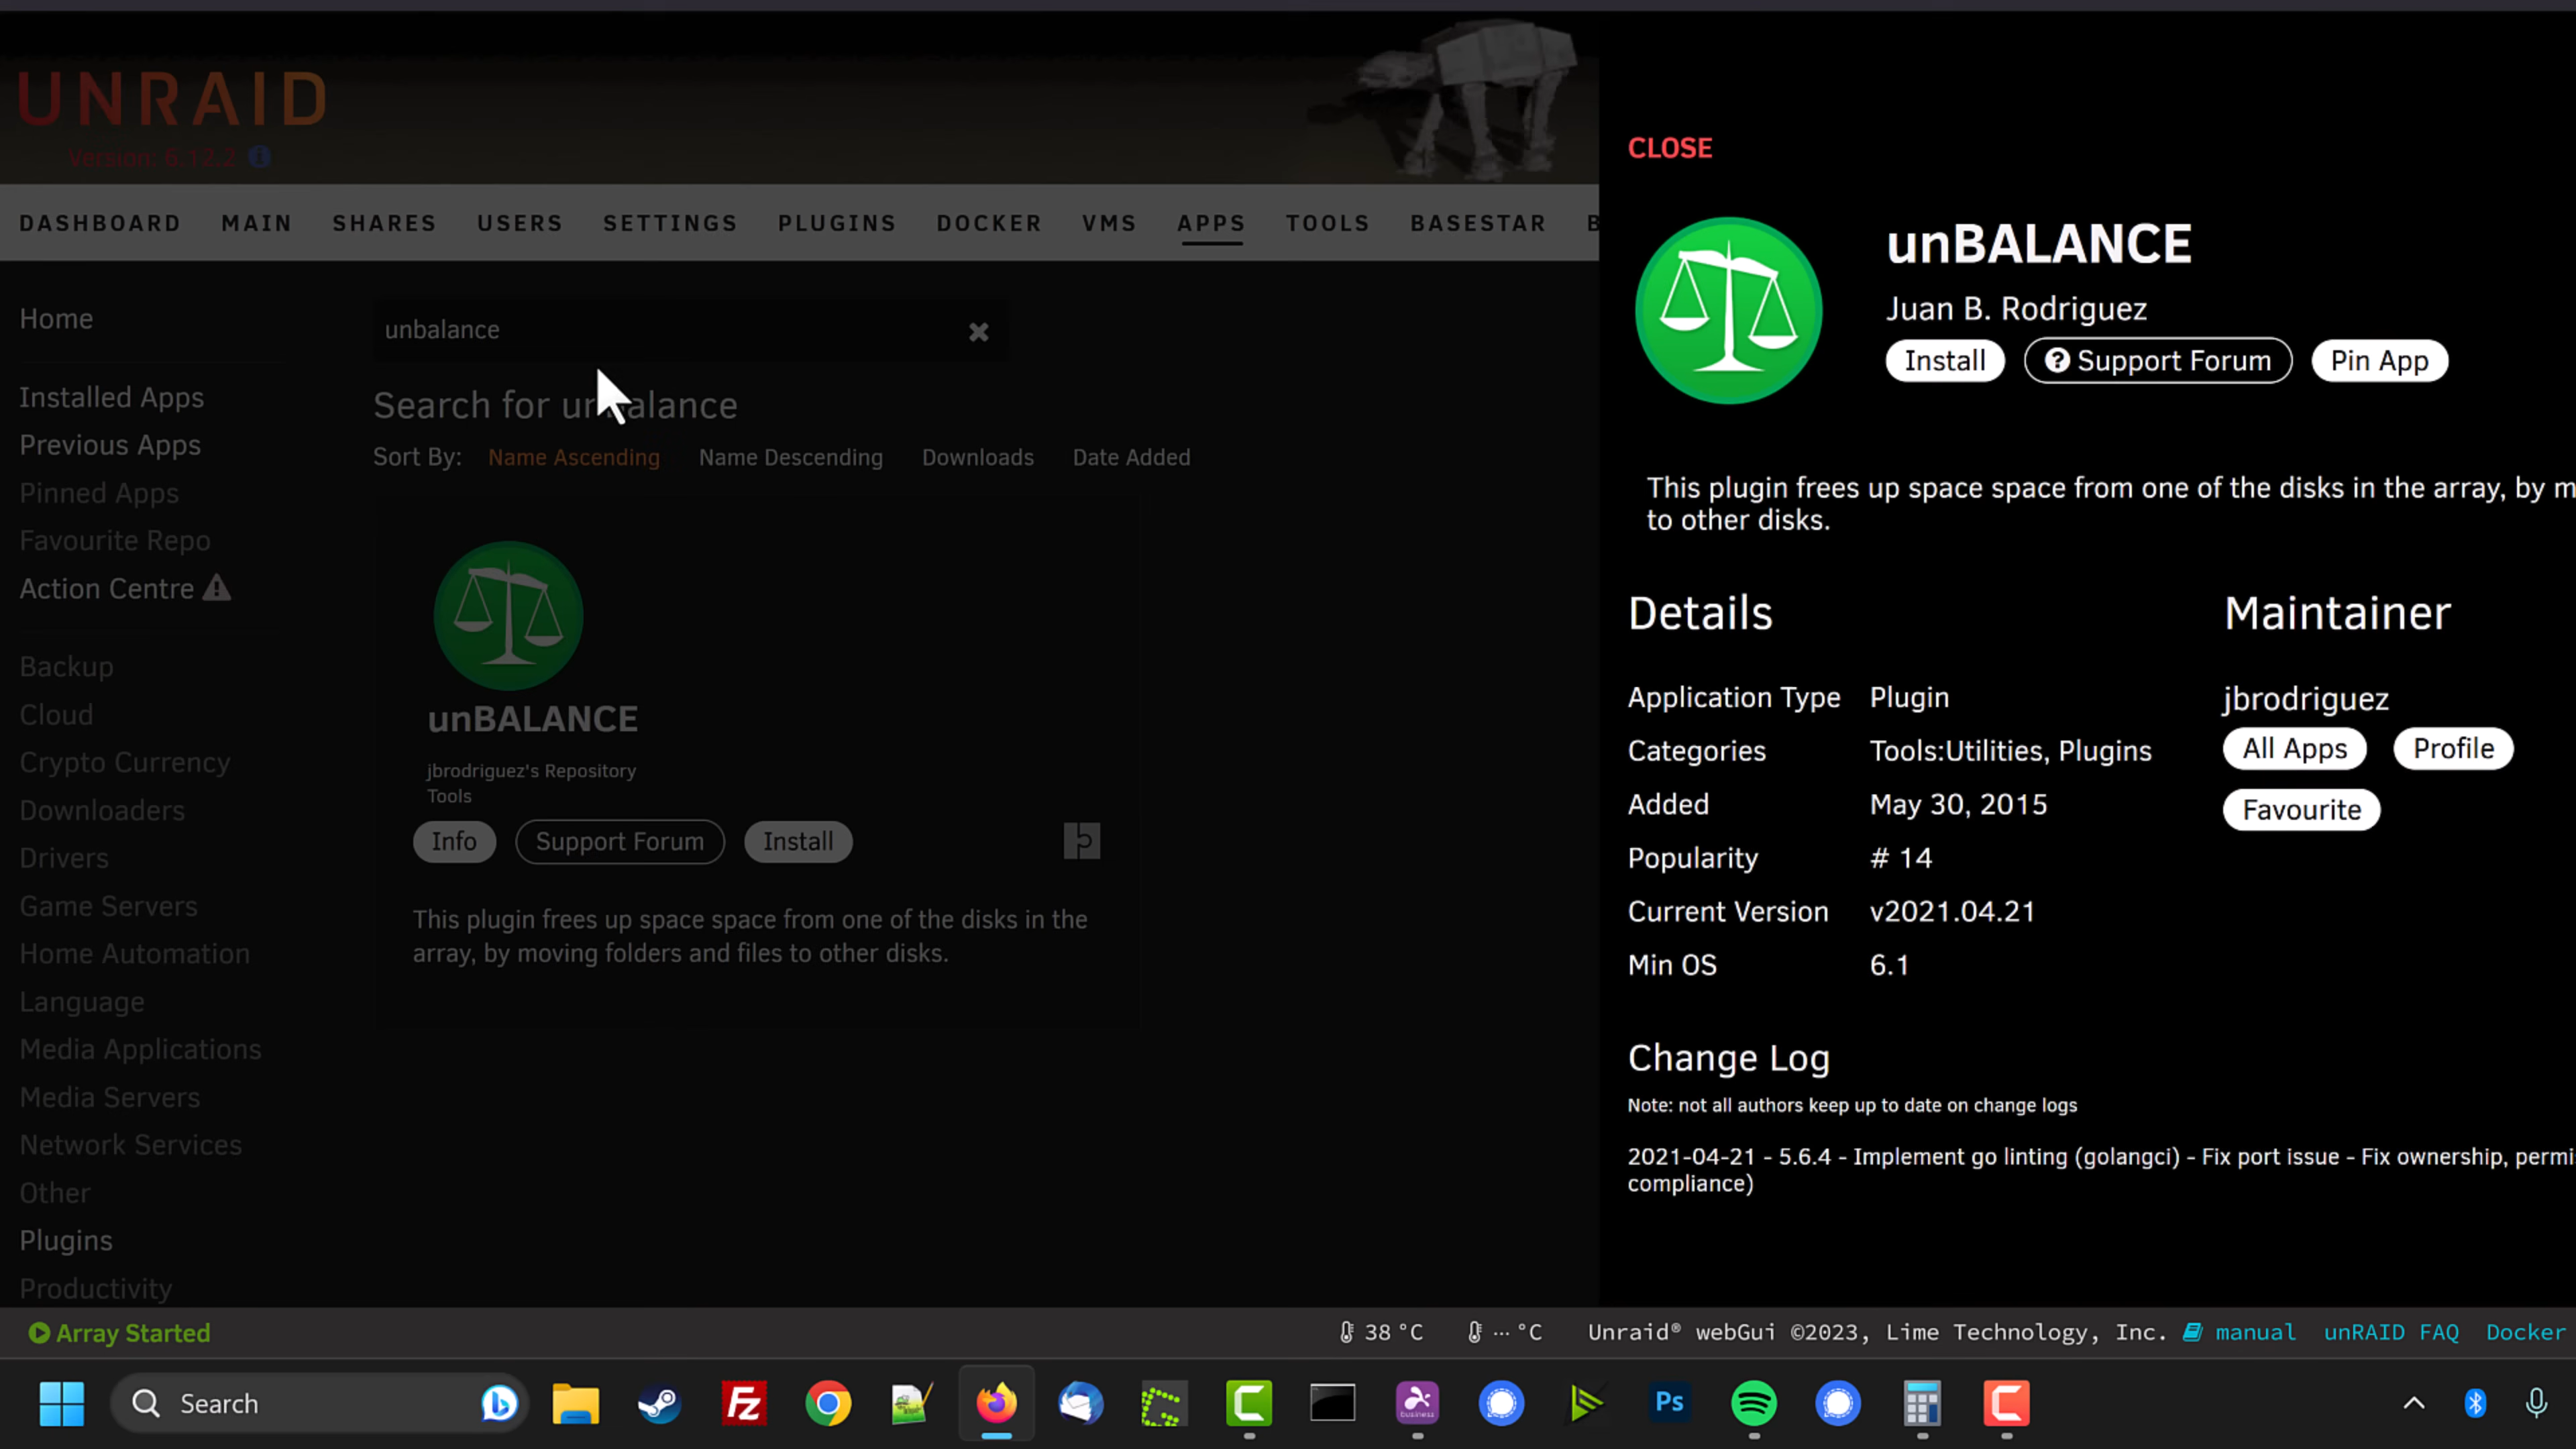 UNRAID
Version: 6.12.2
DASHBOARD MAIN SHARES USERS SETTINGS PLUGINS DOCKER VMS APPS TOOLS BASESTAR B
Home
Installed Apps
Previous Apps
Pinned Apps
Favourite Repo
Action Centre
Backup
Cloud
Crypto Currency
Downloaders
Drivers
Game Servers
Home Automation
Language
Media Applications
Media Servers
Network Services
Other
Plugins
Productivity
unbalance
Search for unbalance
Sort By: Name Ascending Name Descending Downloads Date Added
unBALANCE
jbrodriguez's Repository
Tools
Info Support Forum Install
This plugin frees up space space from one of the disks in the
array, by moving folders and files to other disks.
CLOSE
unBALANCE
Juan B. Rodriguez
Install Support Forum Pin App
This plugin frees up space space from one of the disks in the array, by m
to other disks.
Details
Application Type Plugin
Categories Tools:Utilities, Plugins
Added May 30, 2015
Popularity # 14
Current Version v2021.04.21
Min OS 6.1
Maintainer
jbrodriguez
All Apps Profile
Favourite
Change Log
Note: not all authors keep up to date on change logs
2021-04-21 - 5.6.4 - Implement go linting (golangci) - Fix port issue - Fix ownership, permi
compliance)
Array Started
38 °C ... °C Unraid® webGui ©2023, Lime Technology, Inc. manual unRAID FAQ Docker
Search
Fz
Ps
business